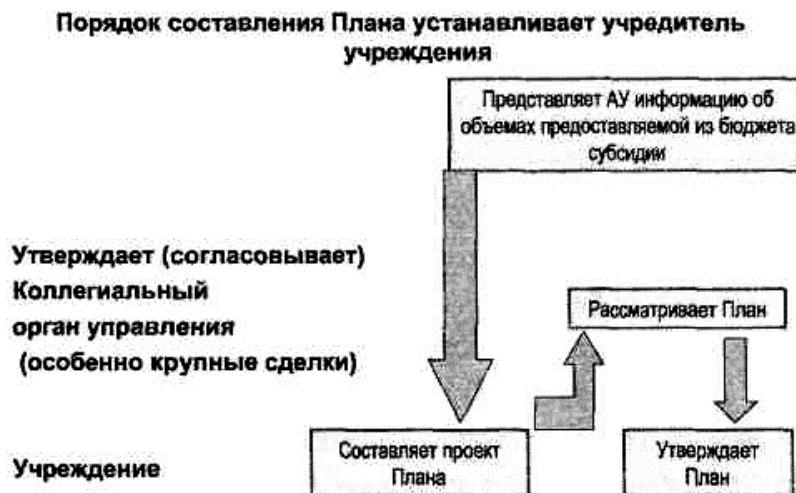 Порядок составления Плана устанавливает учредитель
учреждения
Представляет АУ информацию об
объемах предоставляемой из бюджета
субсидии
Утверждает (согласовывает)
Коллегиальный
орган управления
(особенно крупные сделки)
Рассматривает План
Учреждение
Составляет проект
Плана
Утверждает
План